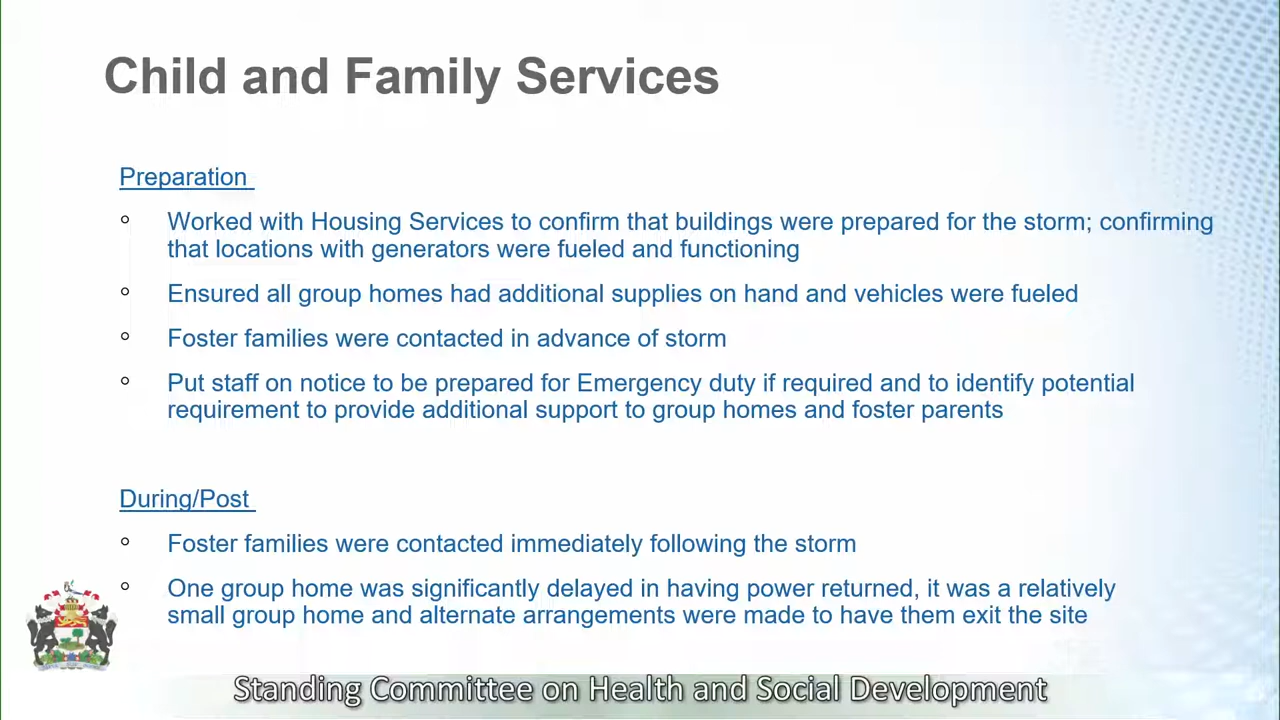 Child and Family Services
Preparation
Worked with Housing Services to confirm that buildings were prepared for the storm; confirming
that locations with generators were fueled and functioning
Ensured all group homes had additional supplies on hand and vehicles were fueled
Foster families were contacted in advance of storm
Put staff on notice to be prepared for Emergency duty if required and to identify potential
requirement to provide additional support to group homes and foster parents
During/Post
Foster families were contacted immediately following the storm
One group home was significantly delayed in having power returned, it was a relatively
small group home and alternate arrangements were made to have them exit the site
Standing Committee on Health and Social Development